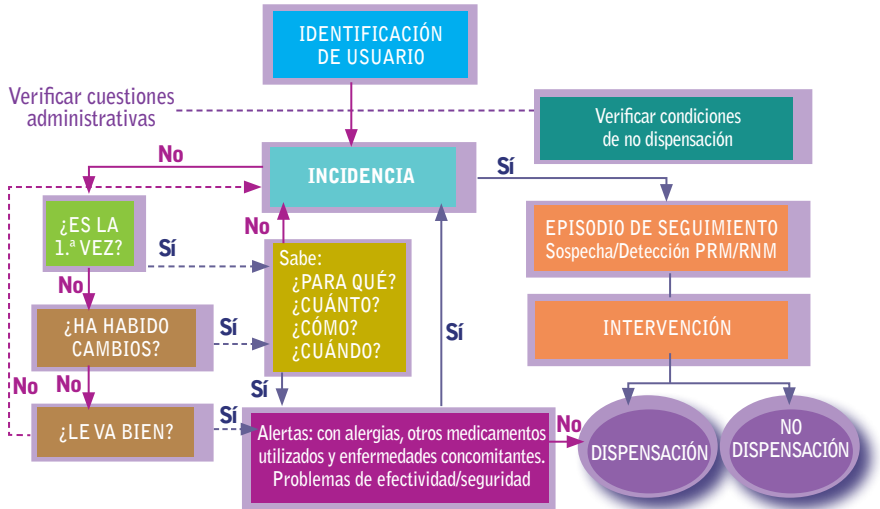 IDENTIFICACIÓN
DE USUARIO
Verificar cuestiones
administrativas
Verificar condiciones
de no dispensación
No
INCIDENCIA
Sí
¿ES LA
1.ª VEZ?
Sí
No
No
Sabe:
¿PARA QUÉ?
¿CUÁNTO?
¿CÓMO?
¿CUÁNDO?
EPISODIO DE SEGUIMIENTO
Sospecha/Detección PRM/RNM
¿HA HABIDO
CAMBIOS?
Sí
Sí
INTERVENCIÓN
No
No
Sí
¿LE VA BIEN?
Sí
Alertas: con alergias, otros medicamentos
utilizados y enfermedades concomitantes.
Problemas de efectividad/seguridad
No
DISPENSACIÓN
NO
DISPENSACIÓN